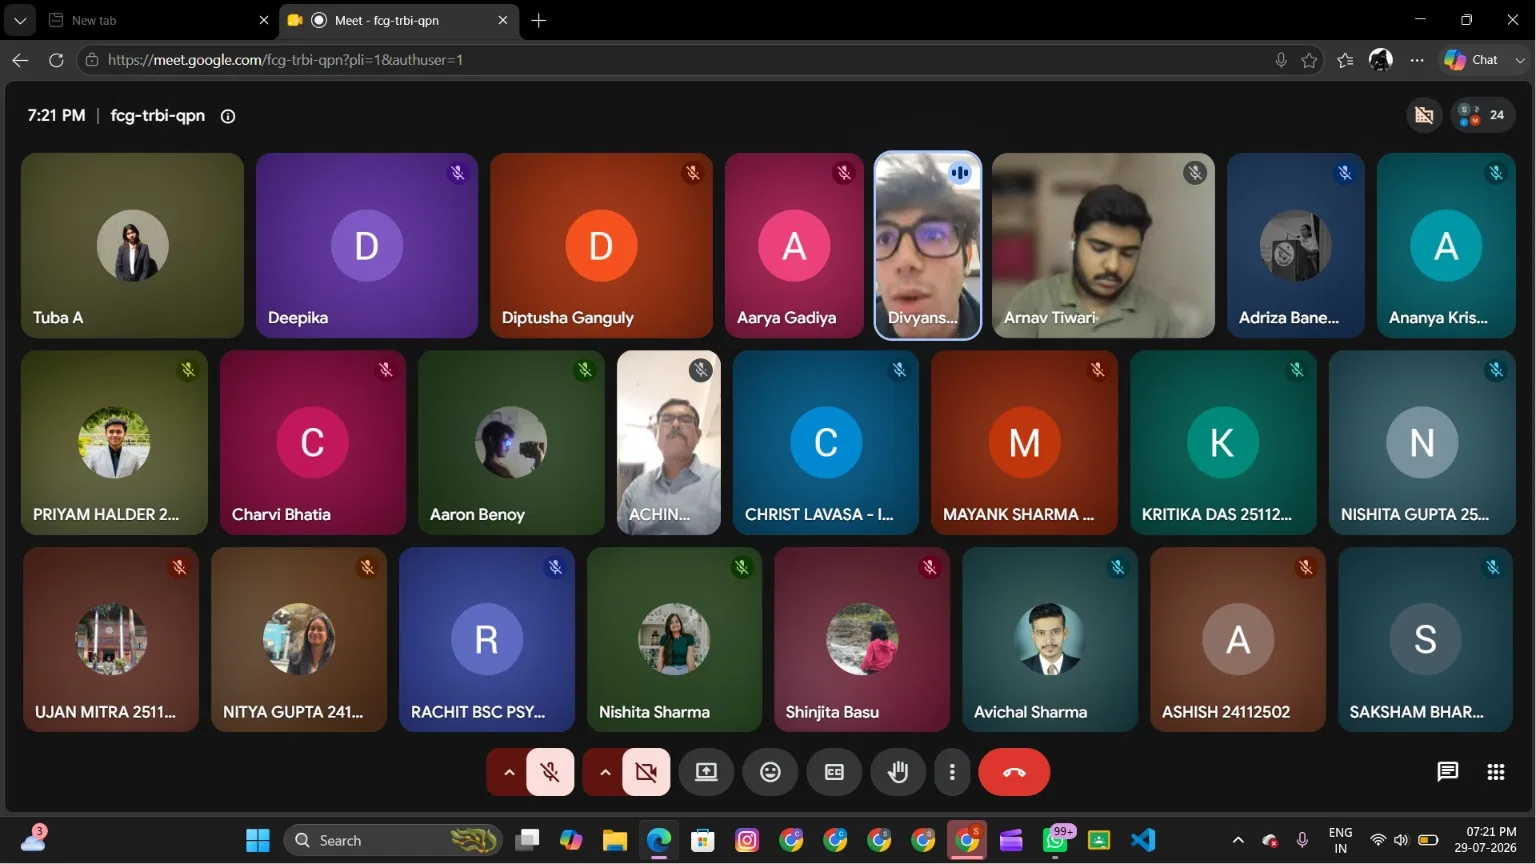 New tab
Meet - fcg-trbi-qpn
https://meet.google.com/fcg-trbi-qpn?pli=1&authuser=1
Chat
7:21 PM | fcg-trbi-qpn
24
Tuba A
D
Deepika
D
Diptusha Ganguly
A
Aarya Gadiya
Divyans...
Arnav Tiwari
Adriza Bane...
A
Ananya Kris...
PRIYAM HALDER 2...
C
Charvi Bhatia
Aaron Benoy
ACHIN...
C
CHRIST LAVASA - I...
M
MAYANK SHARMA ...
K
KRITIKA DAS 25112...
N
NISHITA GUPTA 25...
UJAN MITRA 2511...
NITYA GUPTA 241...
R
RACHIT BSC PSY...
Nishita Sharma
Shinjita Basu
Avichal Sharma
A
ASHISH 24112502
S
SAKSHAM BHAR...
3
Search
99+
ENG
IN
07:21 PM
29-07-2026